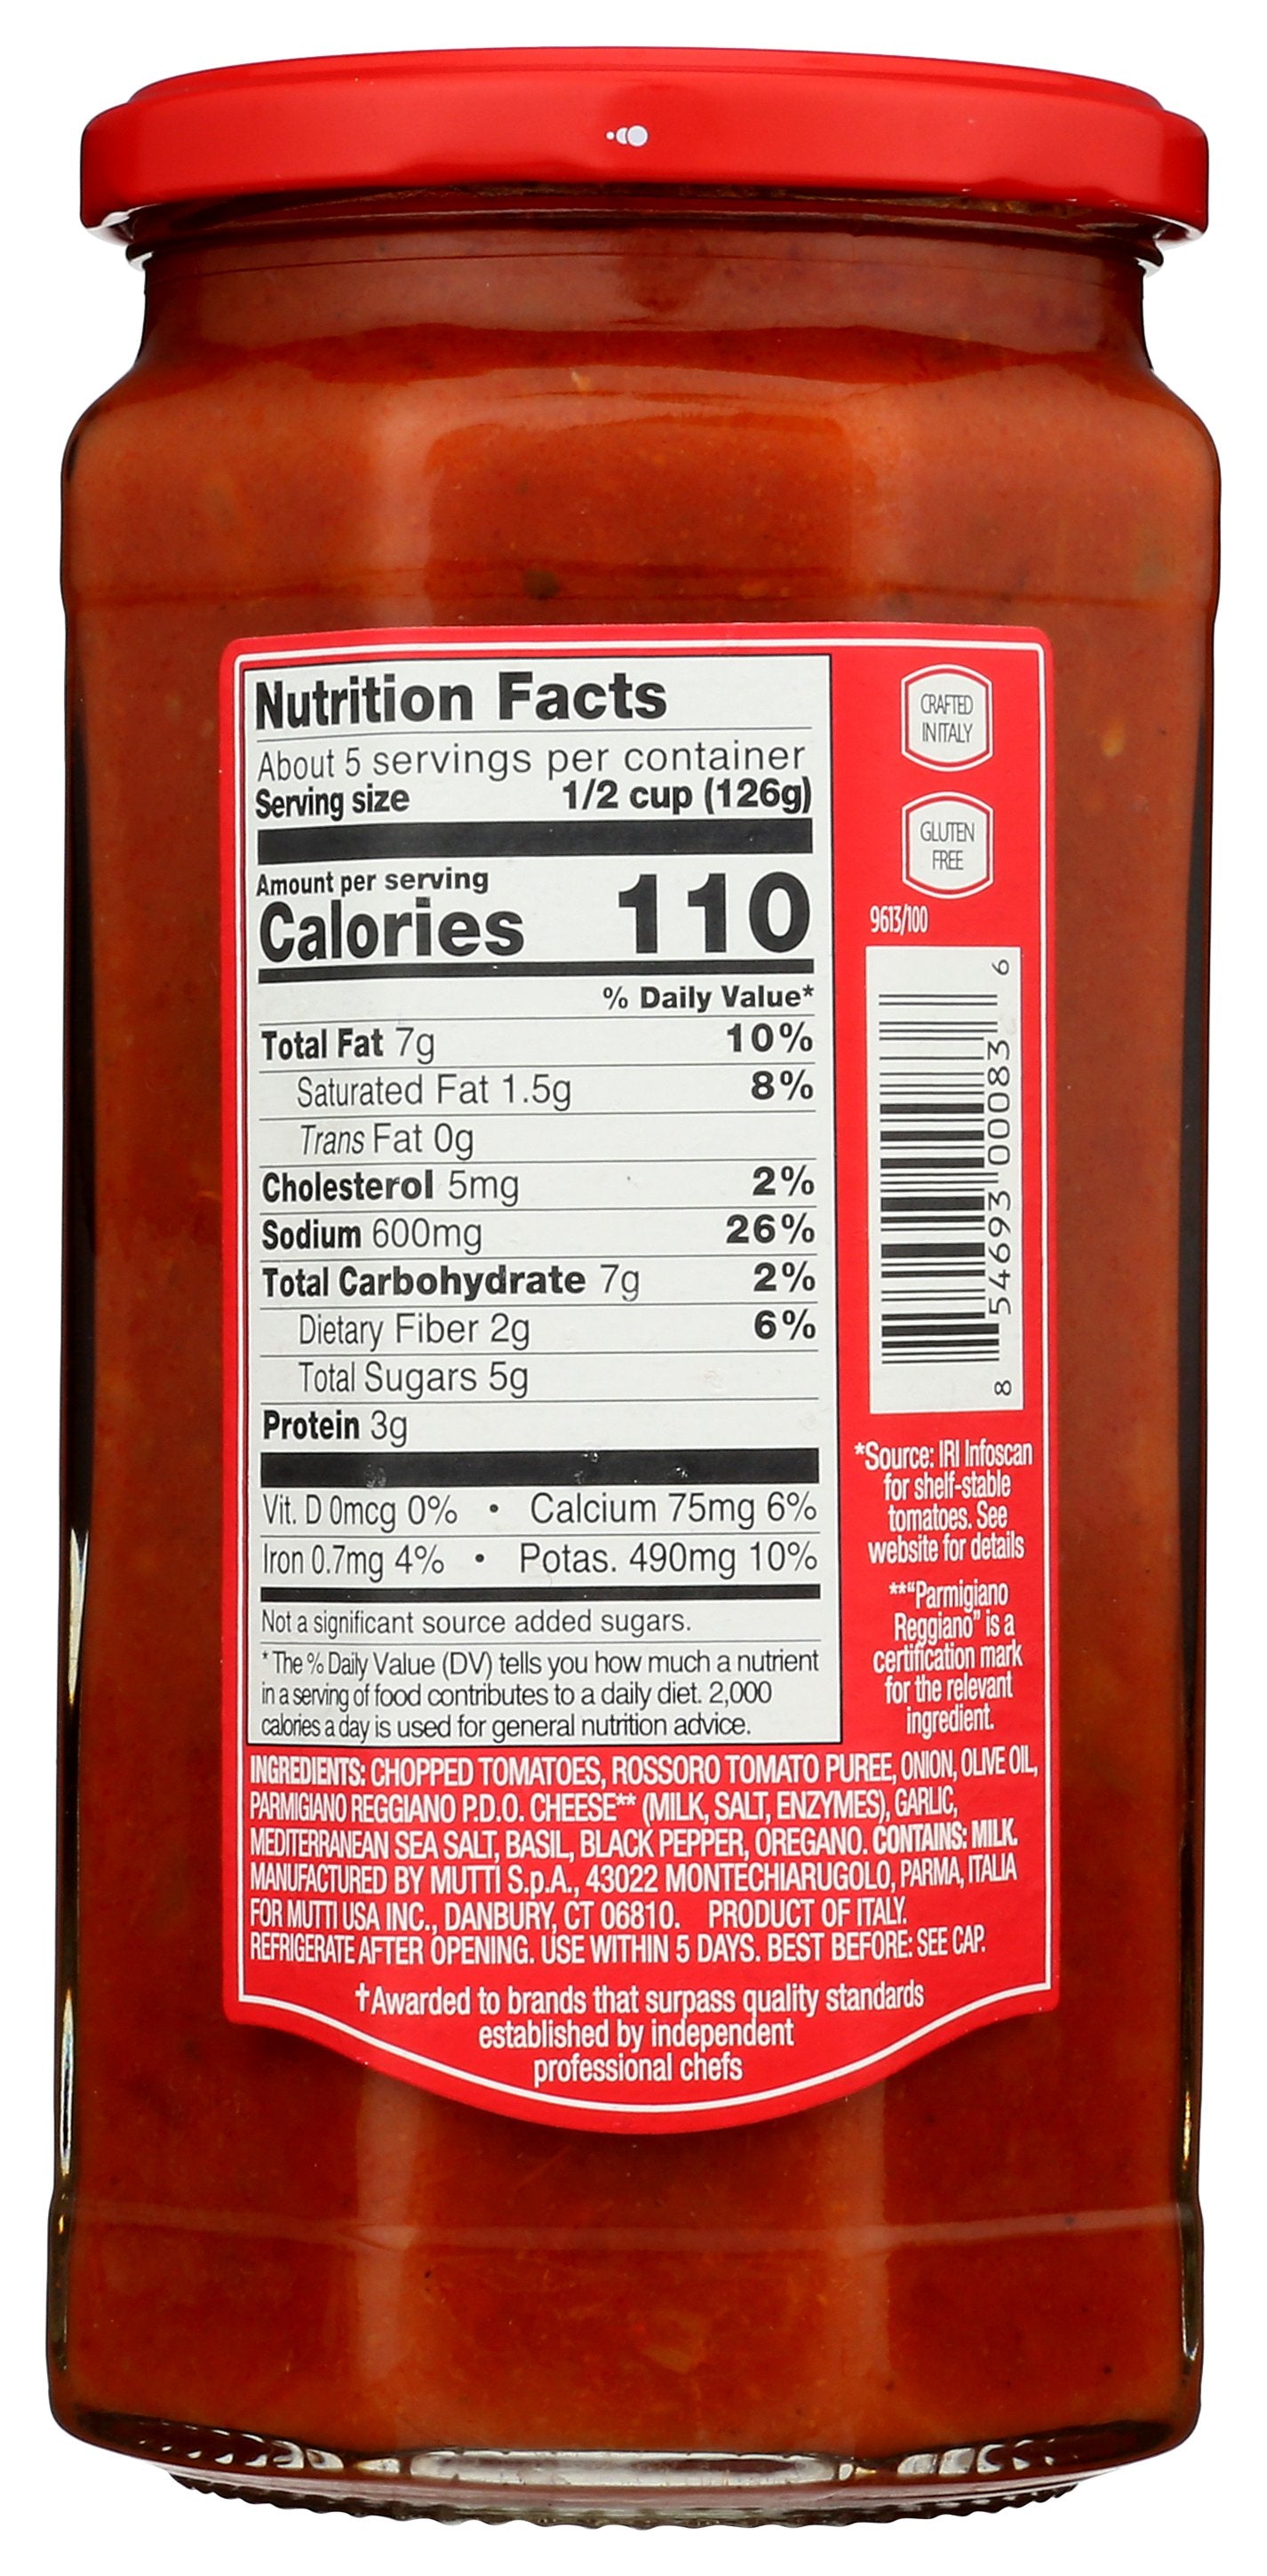 Nutrition Facts
About 5 servings per container
Serving size 1/2 cup (126g)
Amount per serving
Calories 110
% Daily Value*
Total Fat 7g 10%
Saturated Fat 1.5g 8%
Trans Fat 0g
Cholesterol 5mg 2%
Sodium 600mg 26%
Total Carbohydrate 7g 2%
Dietary Fiber 2g 6%
Total Sugars 5g
Protein 3g
Vit. D 0mcg 0% • Calcium 75mg 6%
Iron 0.7mg 4% • Potas. 490mg 10%
Not a significant source added sugars.
* The % Daily Value (DV) tells you how much a nutrient
in a serving of food contributes to a daily diet. 2,000
calories a day is used for general nutrition advice.
CRAFTED
IN ITALY
GLUTEN
FREE
9613/100
8 54693 00083 6
*Source: IRI Infoscan
for shelf-stable
tomatoes. See
website for details
**“Parmigiano
Reggiano” is a
certification mark
for the relevant
ingredient.
INGREDIENTS: CHOPPED TOMATOES, ROSSORO TOMATO PUREE, ONION, OLIVE OIL,
PARMIGIANO REGGIANO P.D.O. CHEESE** (MILK, SALT, ENZYMES), GARLIC,
MEDITERRANEAN SEA SALT, BASIL, BLACK PEPPER, OREGANO. CONTAINS: MILK.
MANUFACTURED BY MUTTI S.p.A., 43022 MONTECHIARUGOLO, PARMA, ITALIA
FOR MUTTI USA INC., DANBURY, CT 06810. PRODUCT OF ITALY.
REFRIGERATE AFTER OPENING. USE WITHIN 5 DAYS. BEST BEFORE: SEE CAP.
†Awarded to brands that surpass quality standards
established by independent
professional chefs